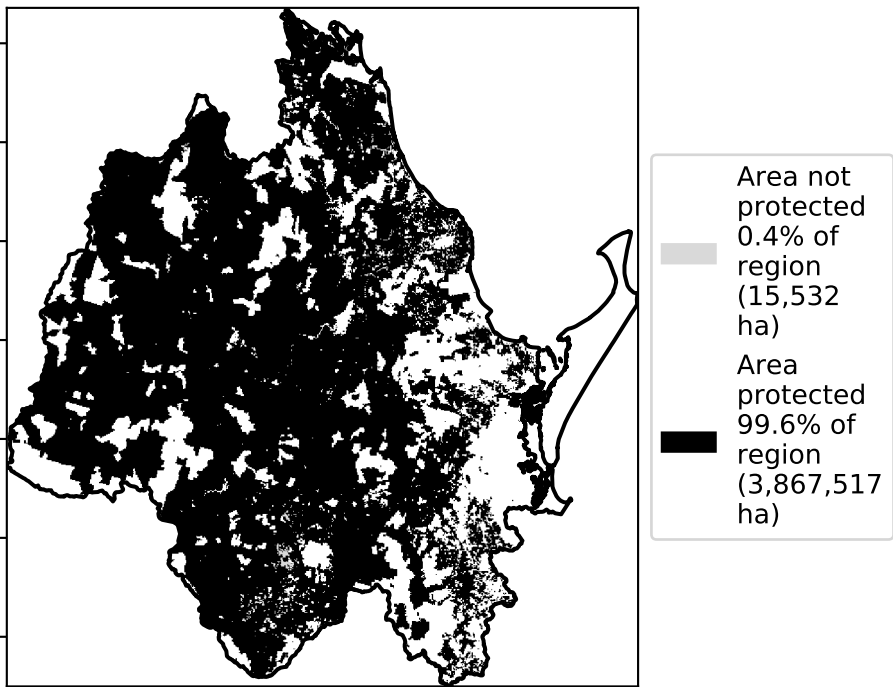 Area not
protected
0.4% of
region
(15,532
ha)
Area
protected
99.6% of
region
(3,867,517
ha)